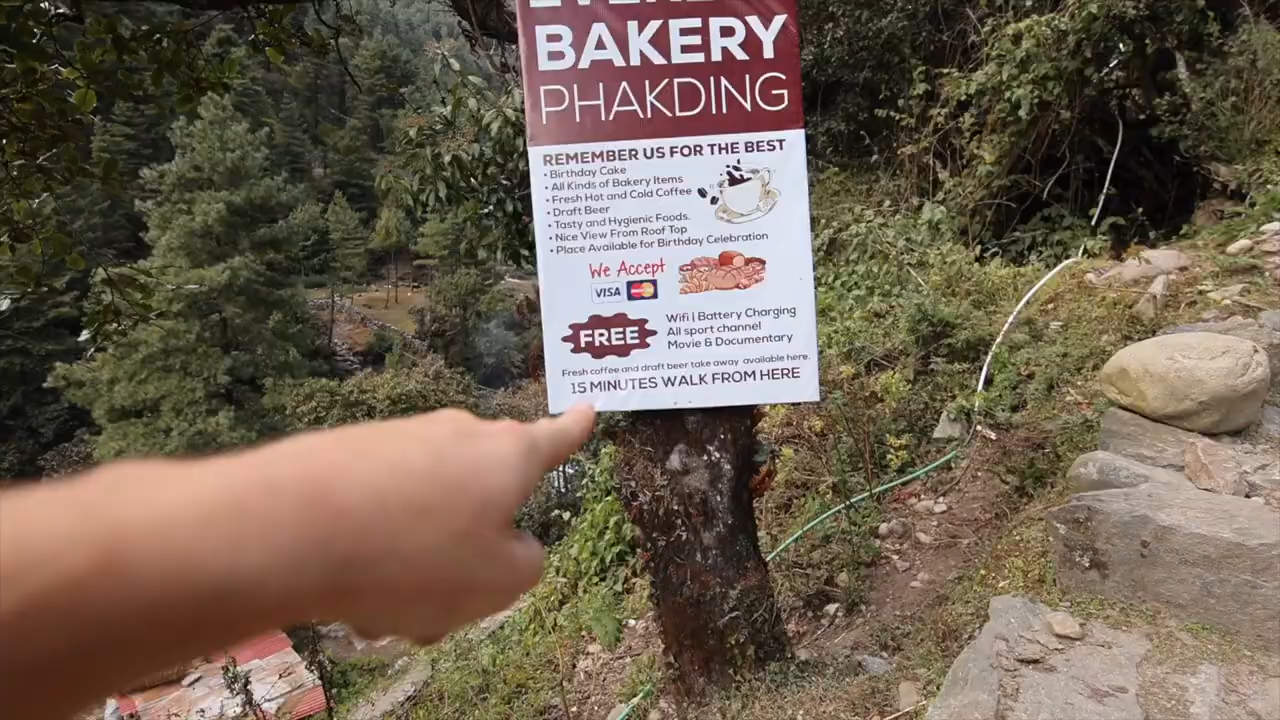 BAKERY
PHAKDING
REMEMBER US FOR THE BEST
• Birthday Cake
• All Kinds of Bakery Items
• Fresh Hot and Cold Coffee
• Draft Beer
• Tasty and Hygienic Foods.
• Nice View From Roof Top
• Place Available for Birthday Celebration
We Accept
VISA
FREE
Wifi | Battery Charging
All sport channel
Movie & Documentary
Fresh coffee and draft beer take away available here.
15 MINUTES WALK FROM HERE